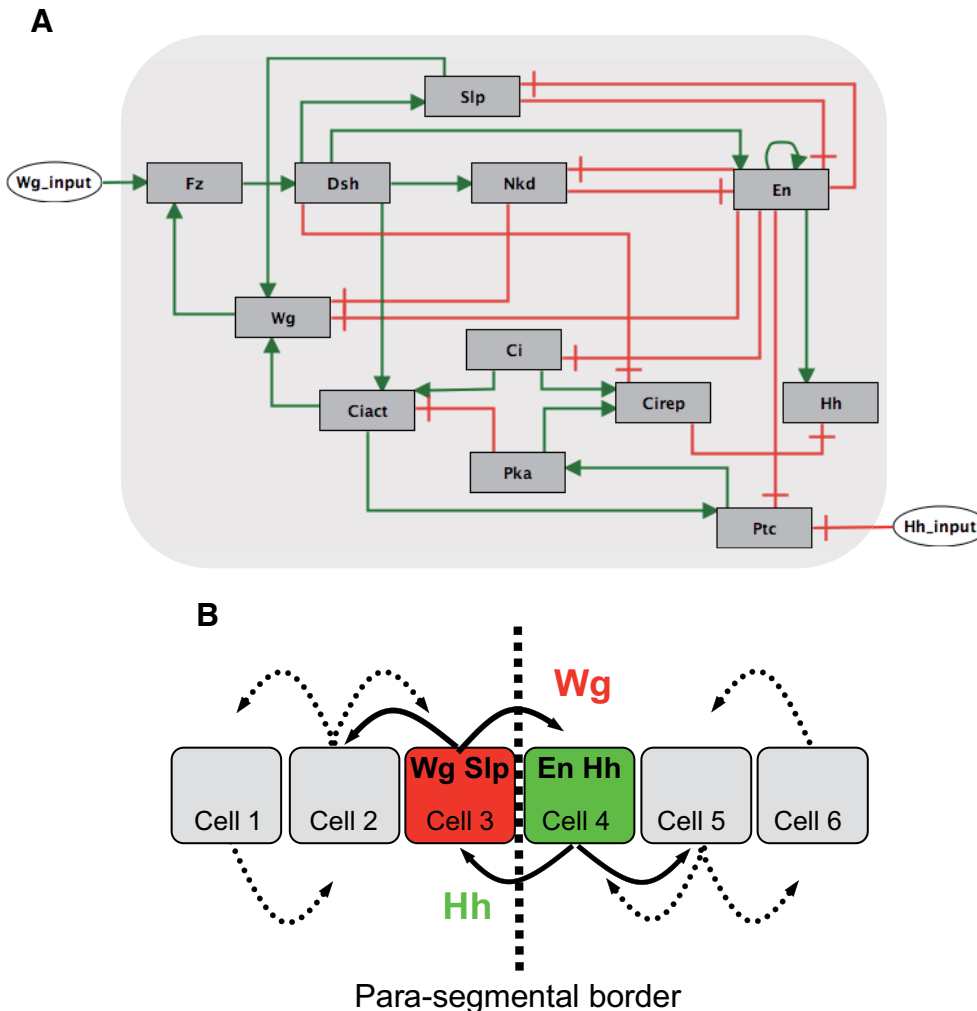 A
Slp
Wg_input
Fz
Dsh
Nkd
En
Wg
Ci
Ciact
Cirep
Hh
Pka
Ptc
Hh_input
B
Wg
Wg Slp
En Hh
Cell 1
Cell 2
Cell 3
Cell 4
Cell 5
Cell 6
Hh
Para-segmental border